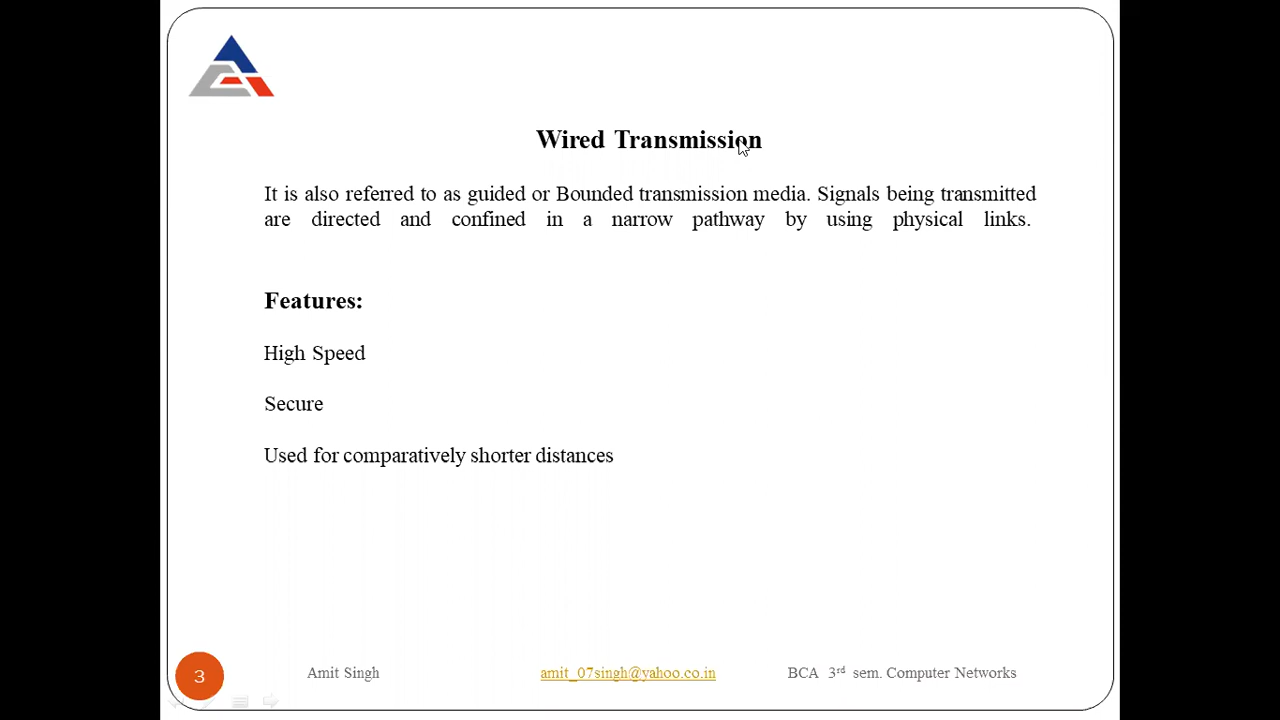 Wired Transmission
It is also referred to as guided or Bounded transmission media. Signals being transmitted
are directed and confined in a narrow pathway by using physical links.
Features:
High Speed
Secure
Used for comparatively shorter distances
3
Amit Singh
amit_07singh@yahoo.co.in
BCA 3rd sem. Computer Networks